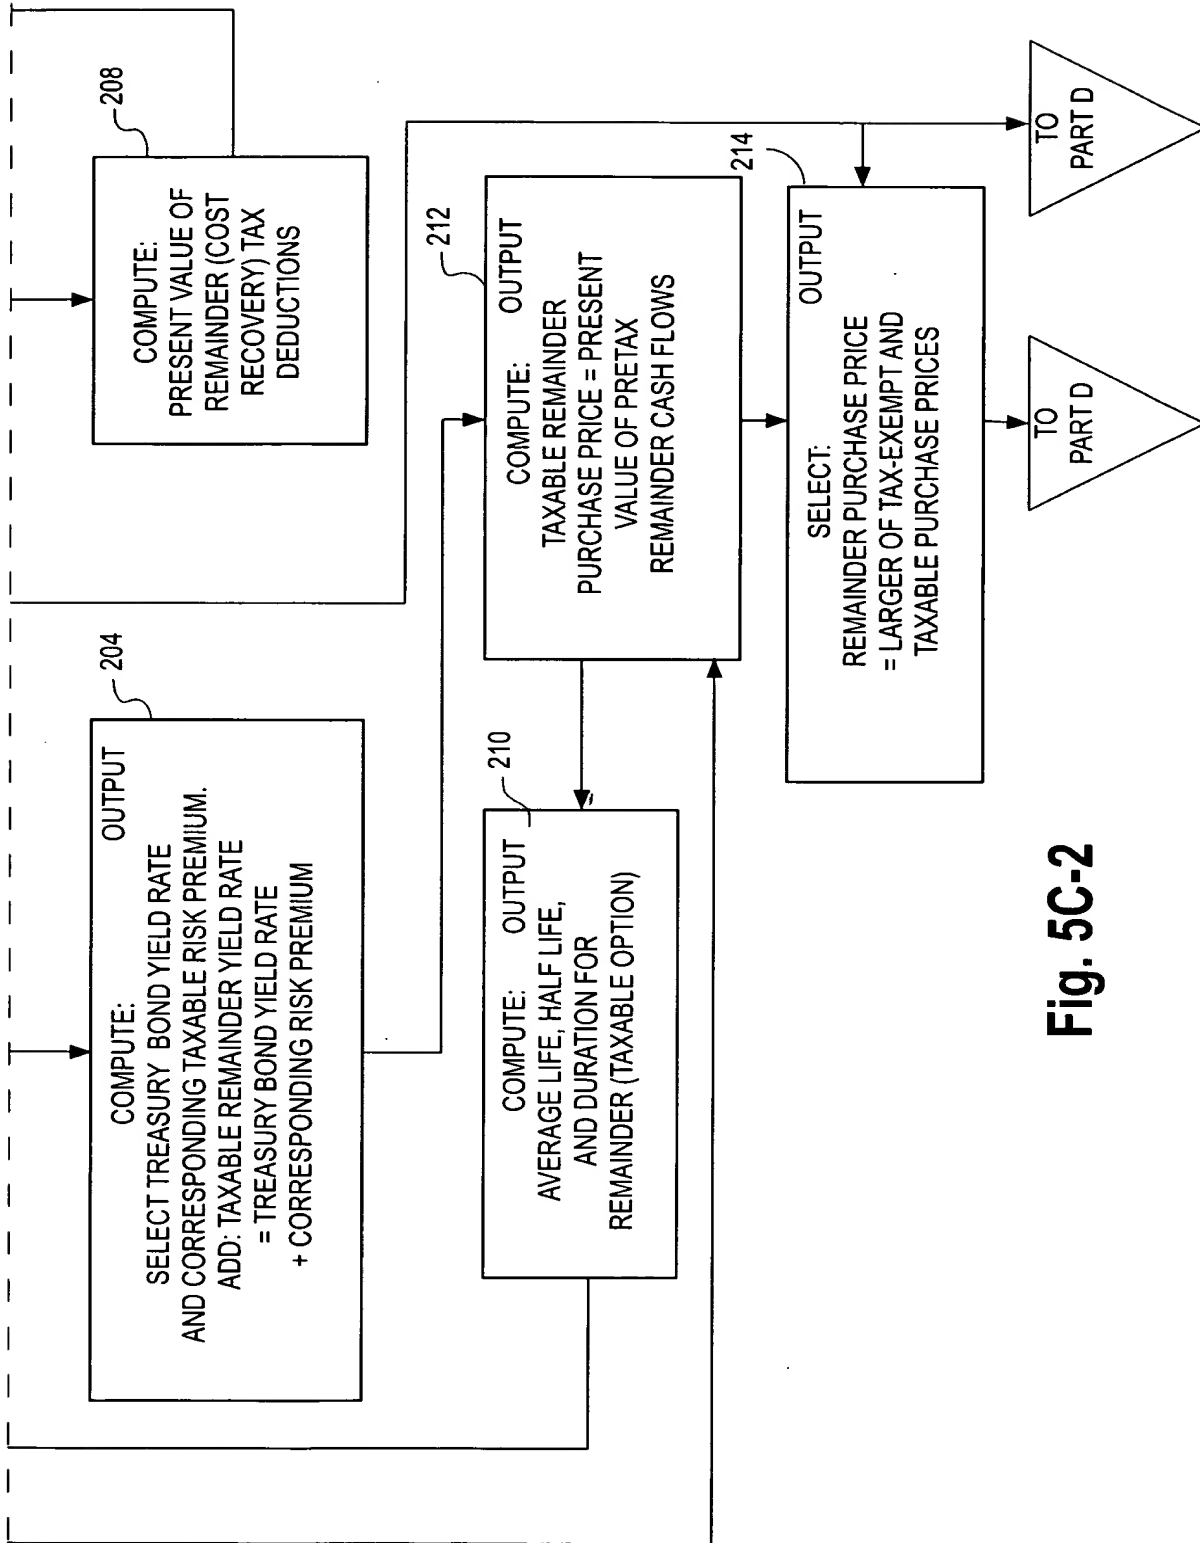 204
COMPUTE: OUTPUT
SELECT TREASURY BOND YIELD RATE
AND CORRESPONDING TAXABLE RISK PREMIUM.
ADD: TAXABLE REMAINDER YIELD RATE
= TREASURY BOND YIELD RATE
+ CORRESPONDING RISK PREMIUM
208
COMPUTE:
PRESENT VALUE OF
REMAINDER (COST
RECOVERY) TAX
DEDUCTIONS
210
COMPUTE: OUTPUT
AVERAGE LIFE, HALF LIFE,
AND DURATION FOR
REMAINDER (TAXABLE OPTION)
212
COMPUTE: OUTPUT
TAXABLE REMAINDER
PURCHASE PRICE = PRESENT
VALUE OF PRETAX
REMAINDER CASH FLOWS
214
SELECT: OUTPUT
REMAINDER PURCHASE PRICE
= LARGER OF TAX-EXEMPT AND
TAXABLE PURCHASE PRICES
TO
PART D
TO
PART D
Fig. 5C-2